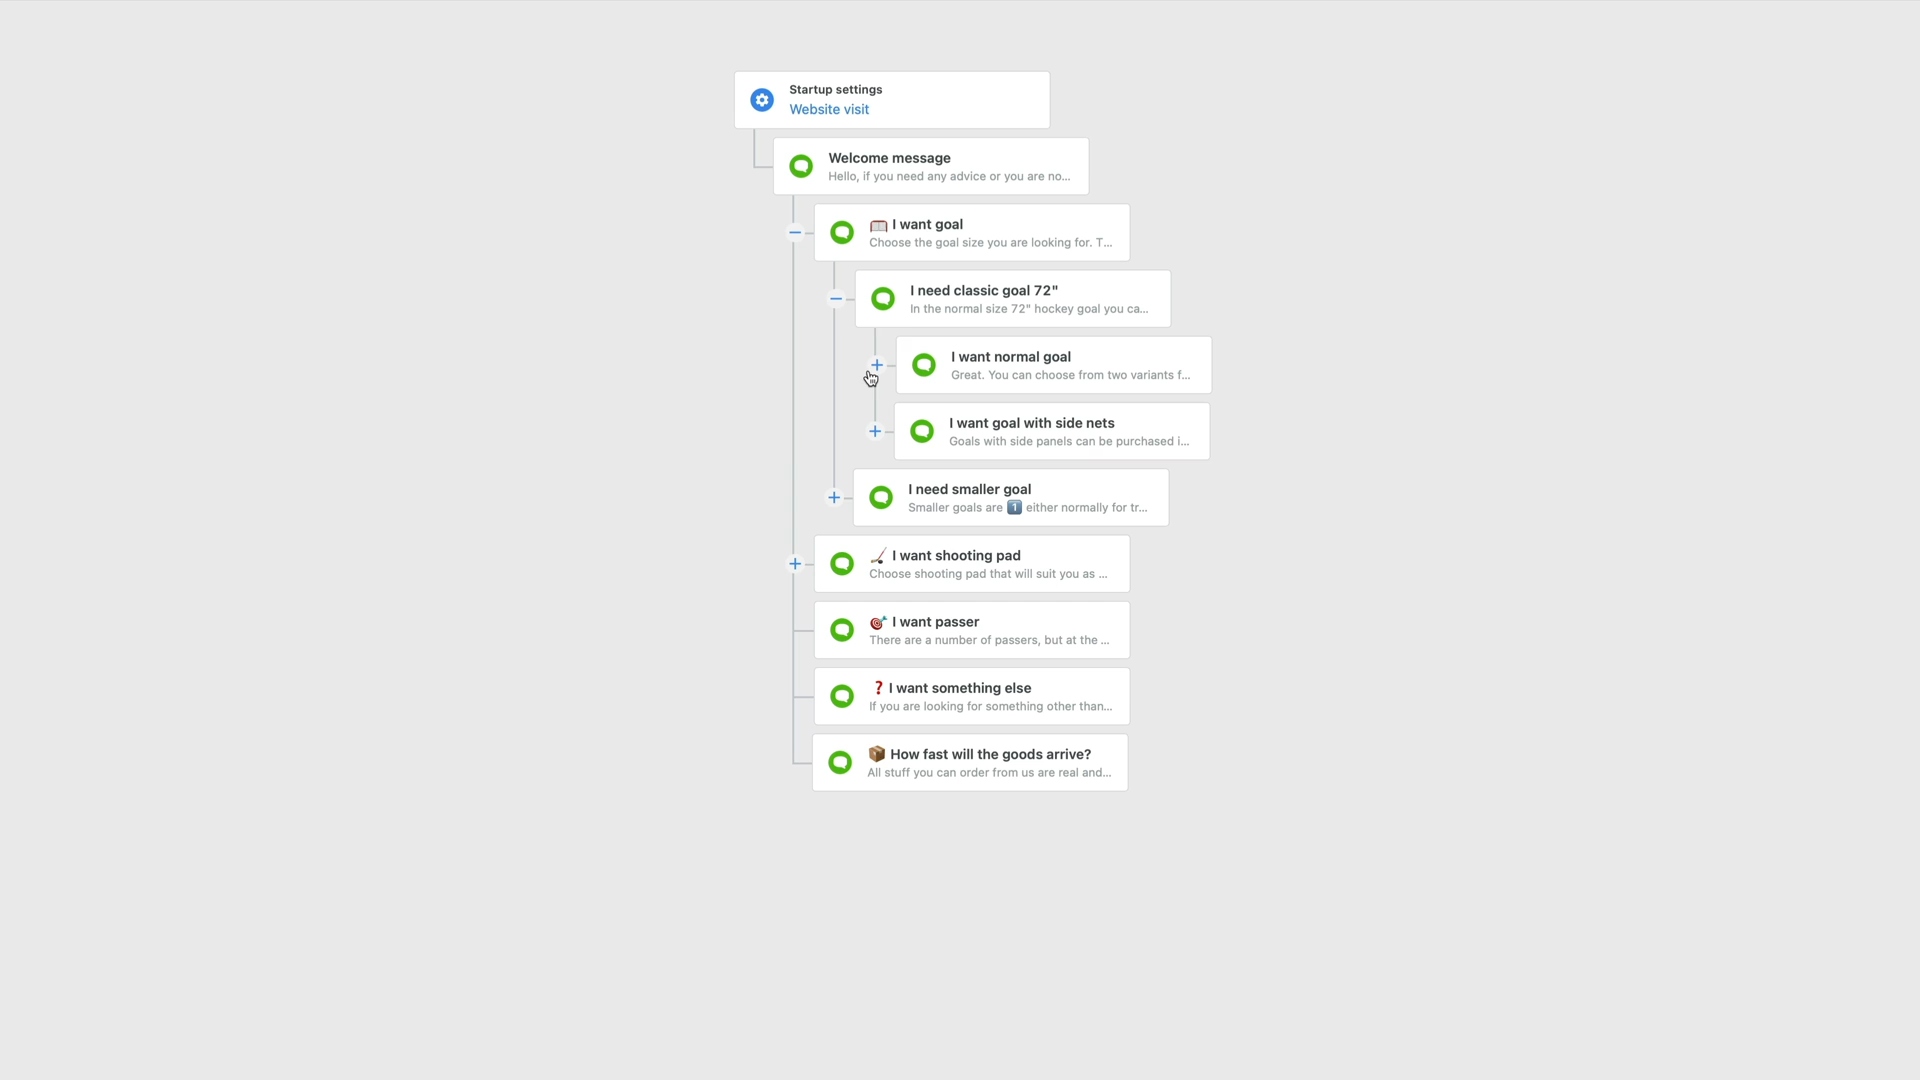 Startup settings
Website visit
Welcome message
Hello, if you need any advice or you are no...
I want goal
Choose the goal size you are looking for. T...
I need classic goal 72"
In the normal size 72" hockey goal you ca...
I want normal goal
Great. You can choose from two variants f...
I want goal with side nets
Goals with side panels can be purchased i...
I need smaller goal
Smaller goals are 1️⃣ either normally for tr...
I want shooting pad
Choose shooting pad that will suit you as ...
I want passer
There are a number of passers, but at the ...
❓ I want something else
If you are looking for something other than...
How fast will the goods arrive?
All stuff you can order from us are real and...